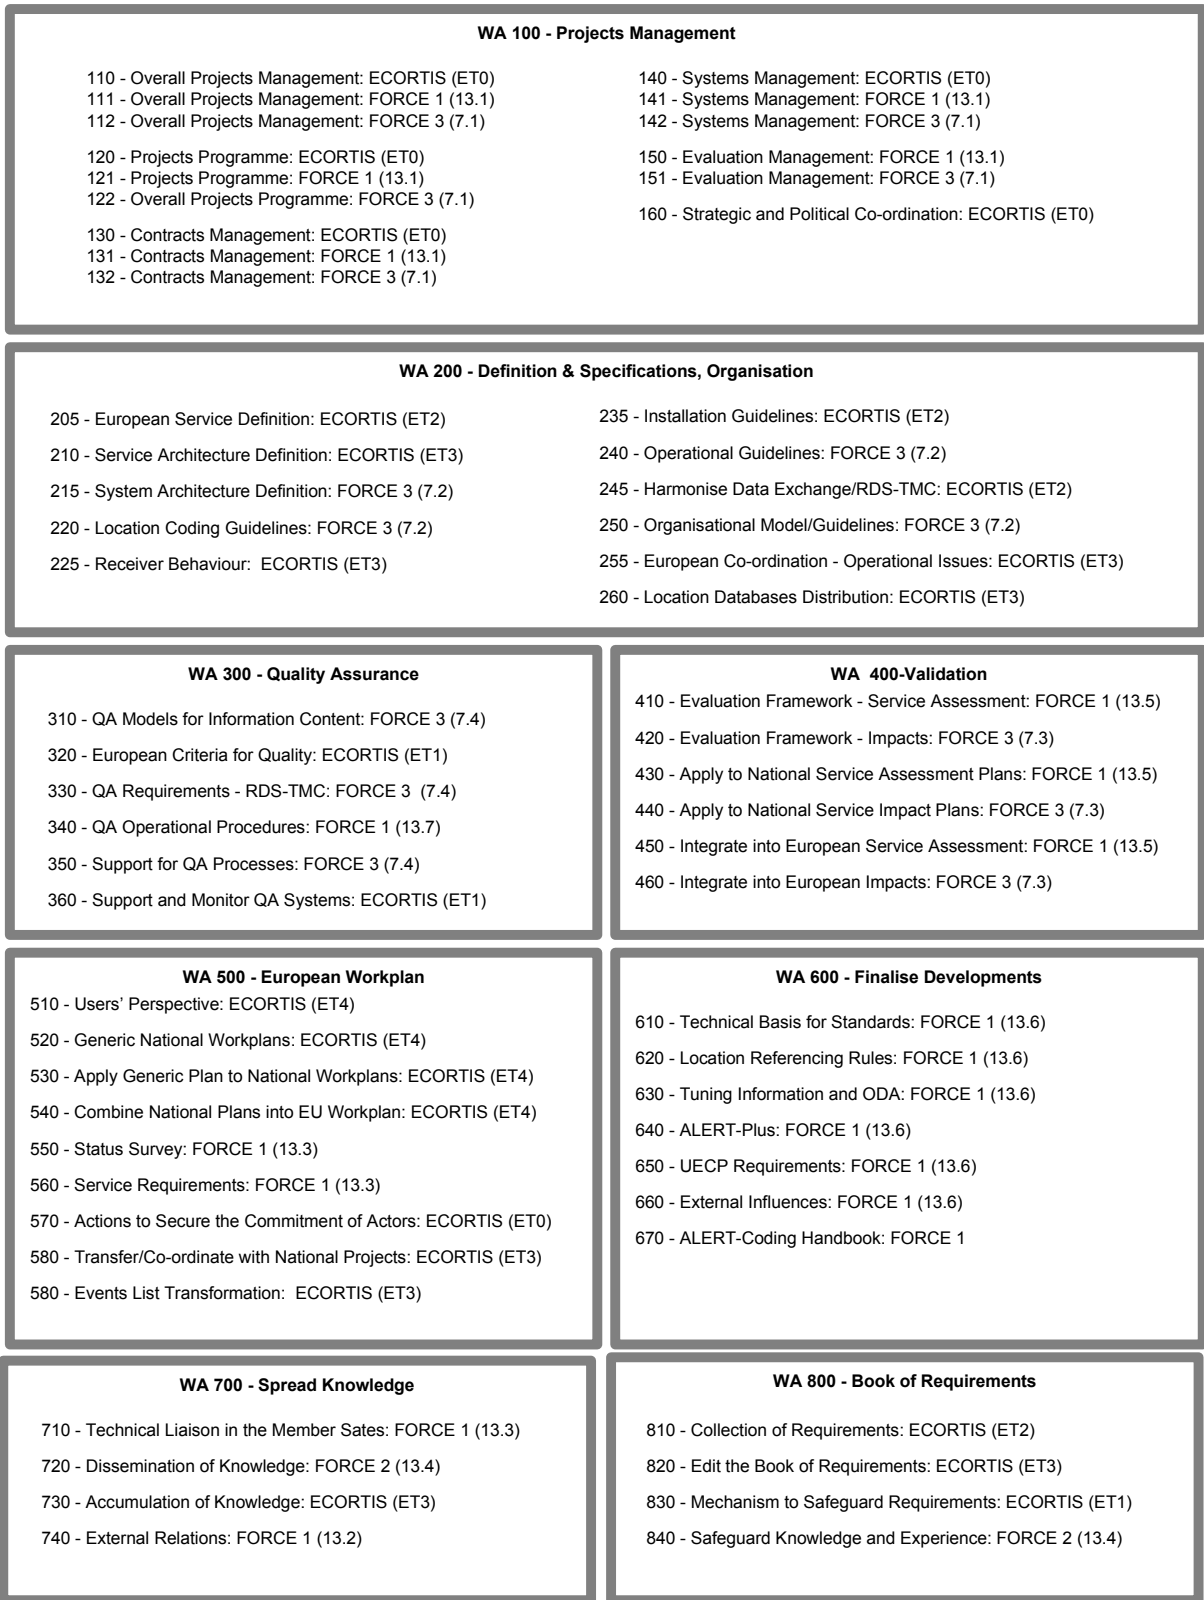 WA 100 - Projects Management
110 - Overall Projects Management: ECORTIS (ET0)
111 - Overall Projects Management: FORCE 1 (13.1)
112 - Overall Projects Management: FORCE 3 (7.1)
120 - Projects Programme: ECORTIS (ET0)
121 - Projects Programme: FORCE 1 (13.1)
122 - Overall Projects Programme: FORCE 3 (7.1)
130 - Contracts Management: ECORTIS (ET0)
131 - Contracts Management: FORCE 1 (13.1)
132 - Contracts Management: FORCE 3 (7.1)
140 - Systems Management: ECORTIS (ET0)
141 - Systems Management: FORCE 1 (13.1)
142 - Systems Management: FORCE 3 (7.1)
150 - Evaluation Management: FORCE 1 (13.1)
151 - Evaluation Management: FORCE 3 (7.1)
160 - Strategic and Political Co-ordination: ECORTIS (ET0)
WA 200 - Definition & Specifications, Organisation
205 - European Service Definition: ECORTIS (ET2)
210 - Service Architecture Definition: ECORTIS (ET3)
215 - System Architecture Definition: FORCE 3 (7.2)
220 - Location Coding Guidelines: FORCE 3 (7.2)
225 - Receiver Behaviour:  ECORTIS (ET3)
235 - Installation Guidelines: ECORTIS (ET2)
240 - Operational Guidelines: FORCE 3 (7.2)
245 - Harmonise Data Exchange/RDS-TMC: ECORTIS (ET2)
250 - Organisational Model/Guidelines: FORCE 3 (7.2)
255 - European Co-ordination - Operational Issues: ECORTIS (ET3)
260 - Location Databases Distribution: ECORTIS (ET3)
WA 300 - Quality Assurance
310 - QA Models for Information Content: FORCE 3 (7.4)
320 - European Criteria for Quality: ECORTIS (ET1)
330 - QA Requirements - RDS-TMC: FORCE 3  (7.4)
340 - QA Operational Procedures: FORCE 1 (13.7)
350 - Support for QA Processes: FORCE 3 (7.4)
360 - Support and Monitor QA Systems: ECORTIS (ET1)
WA  400-Validation
410 - Evaluation Framework - Service Assessment: FORCE 1 (13.5)
420 - Evaluation Framework - Impacts: FORCE 3 (7.3)
430 - Apply to National Service Assessment Plans: FORCE 1 (13.5)
440 - Apply to National Service Impact Plans: FORCE 3 (7.3)
450 - Integrate into European Service Assessment: FORCE 1 (13.5)
460 - Integrate into European Impacts: FORCE 3 (7.3)
WA 500 - European Workplan
510 - Users' Perspective: ECORTIS (ET4)
520 - Generic National Workplans: ECORTIS (ET4)
530 - Apply Generic Plan to National Workplans: ECORTIS (ET4)
540 - Combine National Plans into EU Workplan: ECORTIS (ET4)
550 - Status Survey: FORCE 1 (13.3)
560 - Service Requirements: FORCE 1 (13.3)
570 - Actions to Secure the Commitment of Actors: ECORTIS (ET0)
580 - Transfer/Co-ordinate with National Projects: ECORTIS (ET3)
580 - Events List Transformation:  ECORTIS (ET3)
WA 600 - Finalise Developments
610 - Technical Basis for Standards: FORCE 1 (13.6)
620 - Location Referencing Rules: FORCE 1 (13.6)
630 - Tuning Information and ODA: FORCE 1 (13.6)
640 - ALERT-Plus: FORCE 1 (13.6)
650 - UECP Requirements: FORCE 1 (13.6)
660 - External Influences: FORCE 1 (13.6)
670 - ALERT-Coding Handbook: FORCE 1
WA 700 - Spread Knowledge
710 - Technical Liaison in the Member Sates: FORCE 1 (13.3)
720 - Dissemination of Knowledge: FORCE 2 (13.4)
730 - Accumulation of Knowledge: ECORTIS (ET3)
740 - External Relations: FORCE 1 (13.2)
WA 800 - Book of Requirements
810 - Collection of Requirements: ECORTIS (ET2)
820 - Edit the Book of Requirements: ECORTIS (ET3)
830 - Mechanism to Safeguard Requirements: ECORTIS (ET1)
840 - Safeguard Knowledge and Experience: FORCE 2 (13.4)